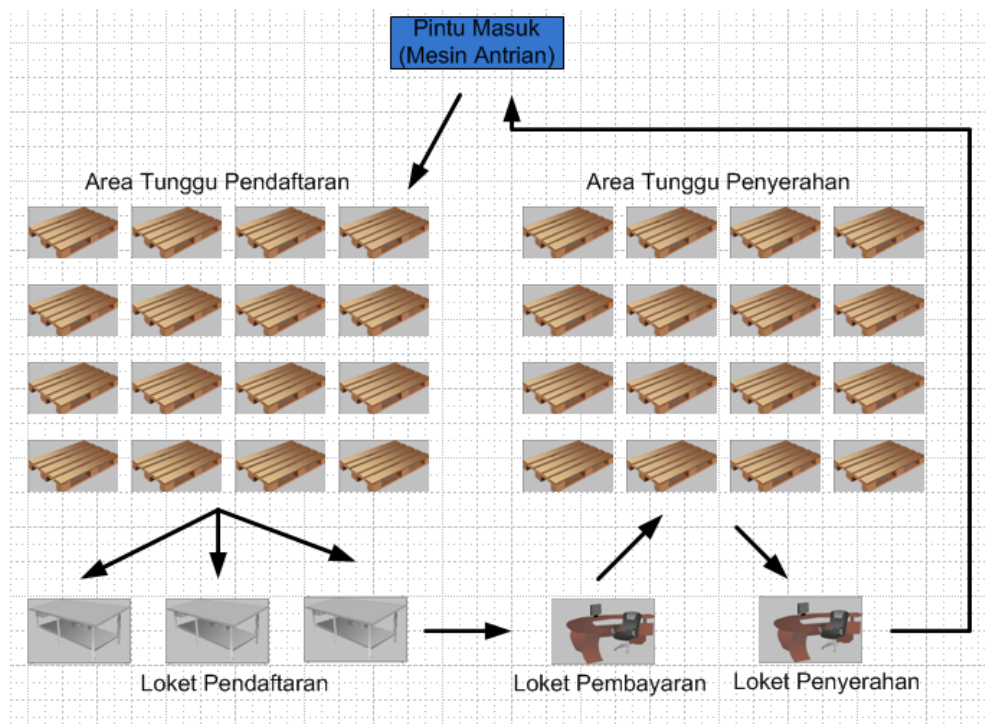 Pintu Masuk
(Mesin Antrian)
Area Tunggu Pendaftaran
Area Tunggu Penyerahan
Loket Pendaftaran
Loket Pembayaran
Loket Penyerahan